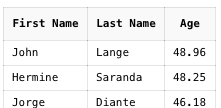 First Name Last Name Age
John Lange 48.96
Hermine Saranda 48.25
Jorge Diante 46.18